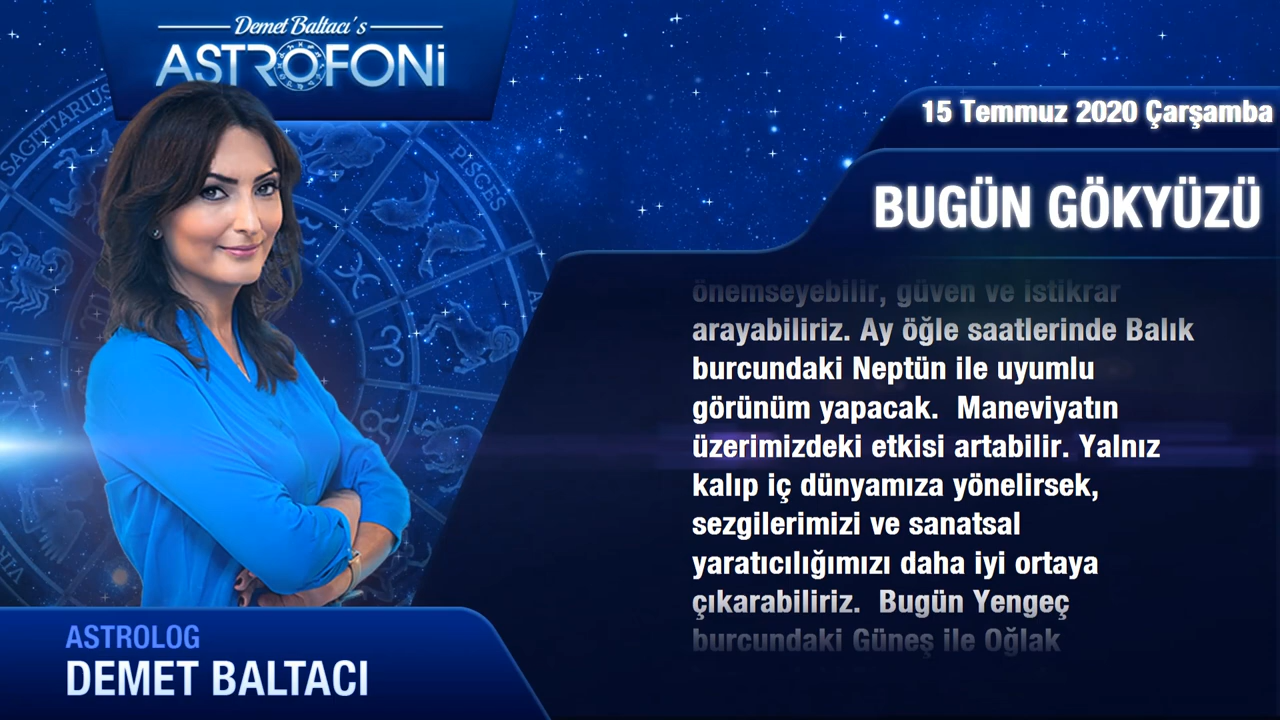 Demet Baltacı's
ASTROFONİ
SAGITTARIUS
PISCES
15 Temmuz 2020 Çarşamba
BUGÜN GÖKYÜZÜ
önemseyebilir, güven ve istikrar
arayabiliriz. Ay öğle saatlerinde Balık
burcundaki Neptün ile uyumlu
görünüm yapacak.  Maneviyatın
üzerimizdeki etkisi artabilir. Yalnız
kalıp iç dünyamıza yönelirsek,
sezgilerimizi ve sanatsal
yaratıcılığımızı daha iyi ortaya
çıkarabiliriz.  Bugün Yengeç
burcundaki Güneş ile Oğlak
ASTROLOG
DEMET BALTACI